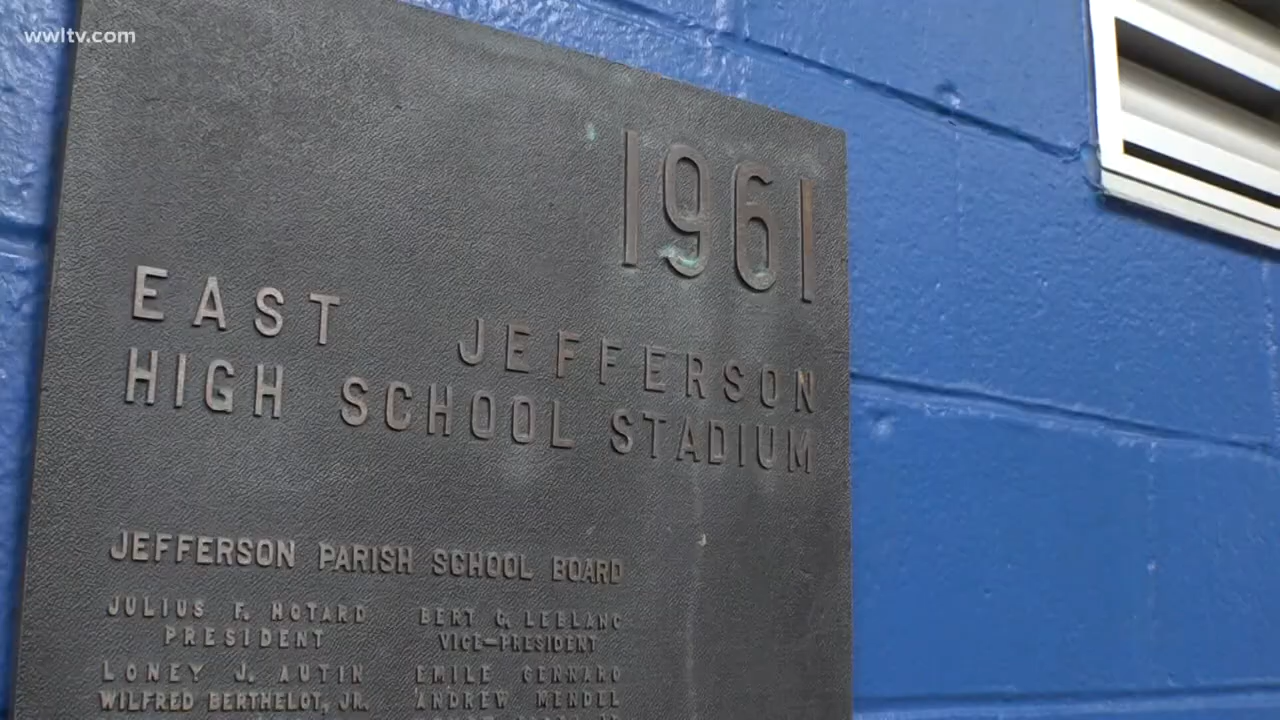 wwltv.com
1961
EAST JEFFERSON
HIGH SCHOOL STADIUM
JEFFERSON PARISH SCHOOL BOARD
JULIUS F. HOTARD BERT C. LEBLANC
PRESIDENT VICE-PRESIDENT
LONEY J. AUTIN EMILE GENNARO
WILFRED BERTHELOT, JR. ANDREW MENDEL